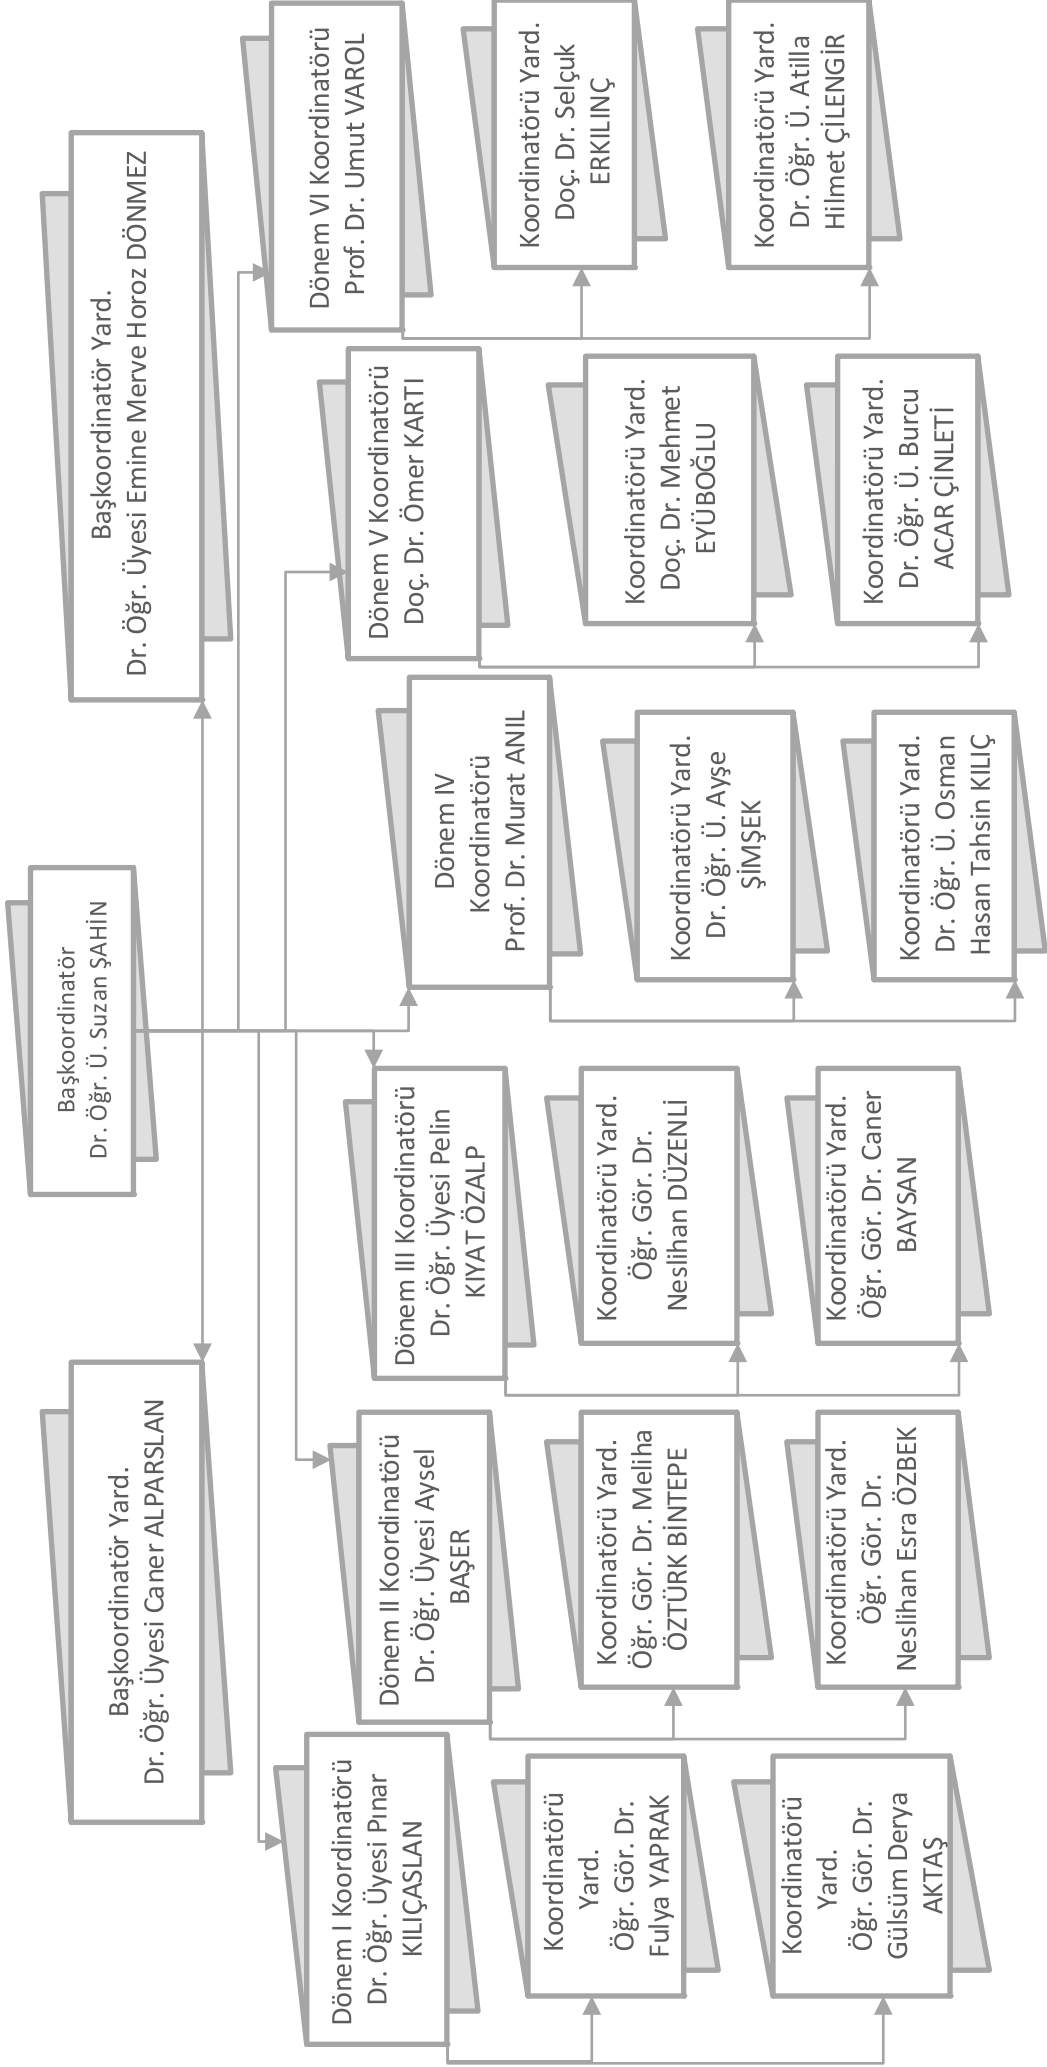 Başkoordinatör
Dr. Öğr. Ü. Suzan ŞAHİN
Başkoordinatör Yard.
Dr. Öğr. Üyesi Caner ALPARSLAN
Başkoordinatör Yard.
Dr. Öğr. Üyesi Emine Merve Horoz DÖNMEZ
Dönem I Koordinatörü
Dr. Öğr. Üyesi Pınar
KILIÇASLAN
Koordinatörü
Yard.
Öğr. Gör. Dr.
Fulya YAPRAK
Koordinatörü
Yard.
Öğr. Gör. Dr.
Gülsüm Derya
AKTAŞ
Dönem II Koordinatörü
Dr. Öğr. Üyesi Aysel
BAŞER
Koordinatörü Yard.
Öğr. Gör. Dr. Meliha
ÖZTÜRK BİNTEPE
Koordinatörü Yard.
Öğr. Gör. Dr.
Neslihan Esra ÖZBEK
Dönem III Koordinatörü
Dr. Öğr. Üyesi Pelin
KIYAT ÖZALP
Koordinatörü Yard.
Öğr. Gör. Dr.
Neslihan DÜZENLİ
Koordinatörü Yard.
Öğr. Gör. Dr. Caner
BAYSAN
Dönem IV
Koordinatörü
Prof. Dr. Murat ANIL
Koordinatörü Yard.
Dr. Öğr. Ü. Ayşe
ŞİMŞEK
Koordinatörü Yard.
Dr. Öğr. Ü. Osman
Hasan Tahsin KILIÇ
Dönem V Koordinatörü
Doç. Dr. Ömer KARTI
Koordinatörü Yard.
Doç. Dr. Mehmet
EYÜBOĞLU
Koordinatörü Yard.
Dr. Öğr. Ü. Burcu
ACAR ÇİNLETİ
Dönem VI Koordinatörü
Prof. Dr. Umut VAROL
Koordinatörü Yard.
Doç. Dr. Selçuk
ERKILINÇ
Koordinatörü Yard.
Dr. Öğr. Ü. Atilla
Hilmet ÇİLENGİR